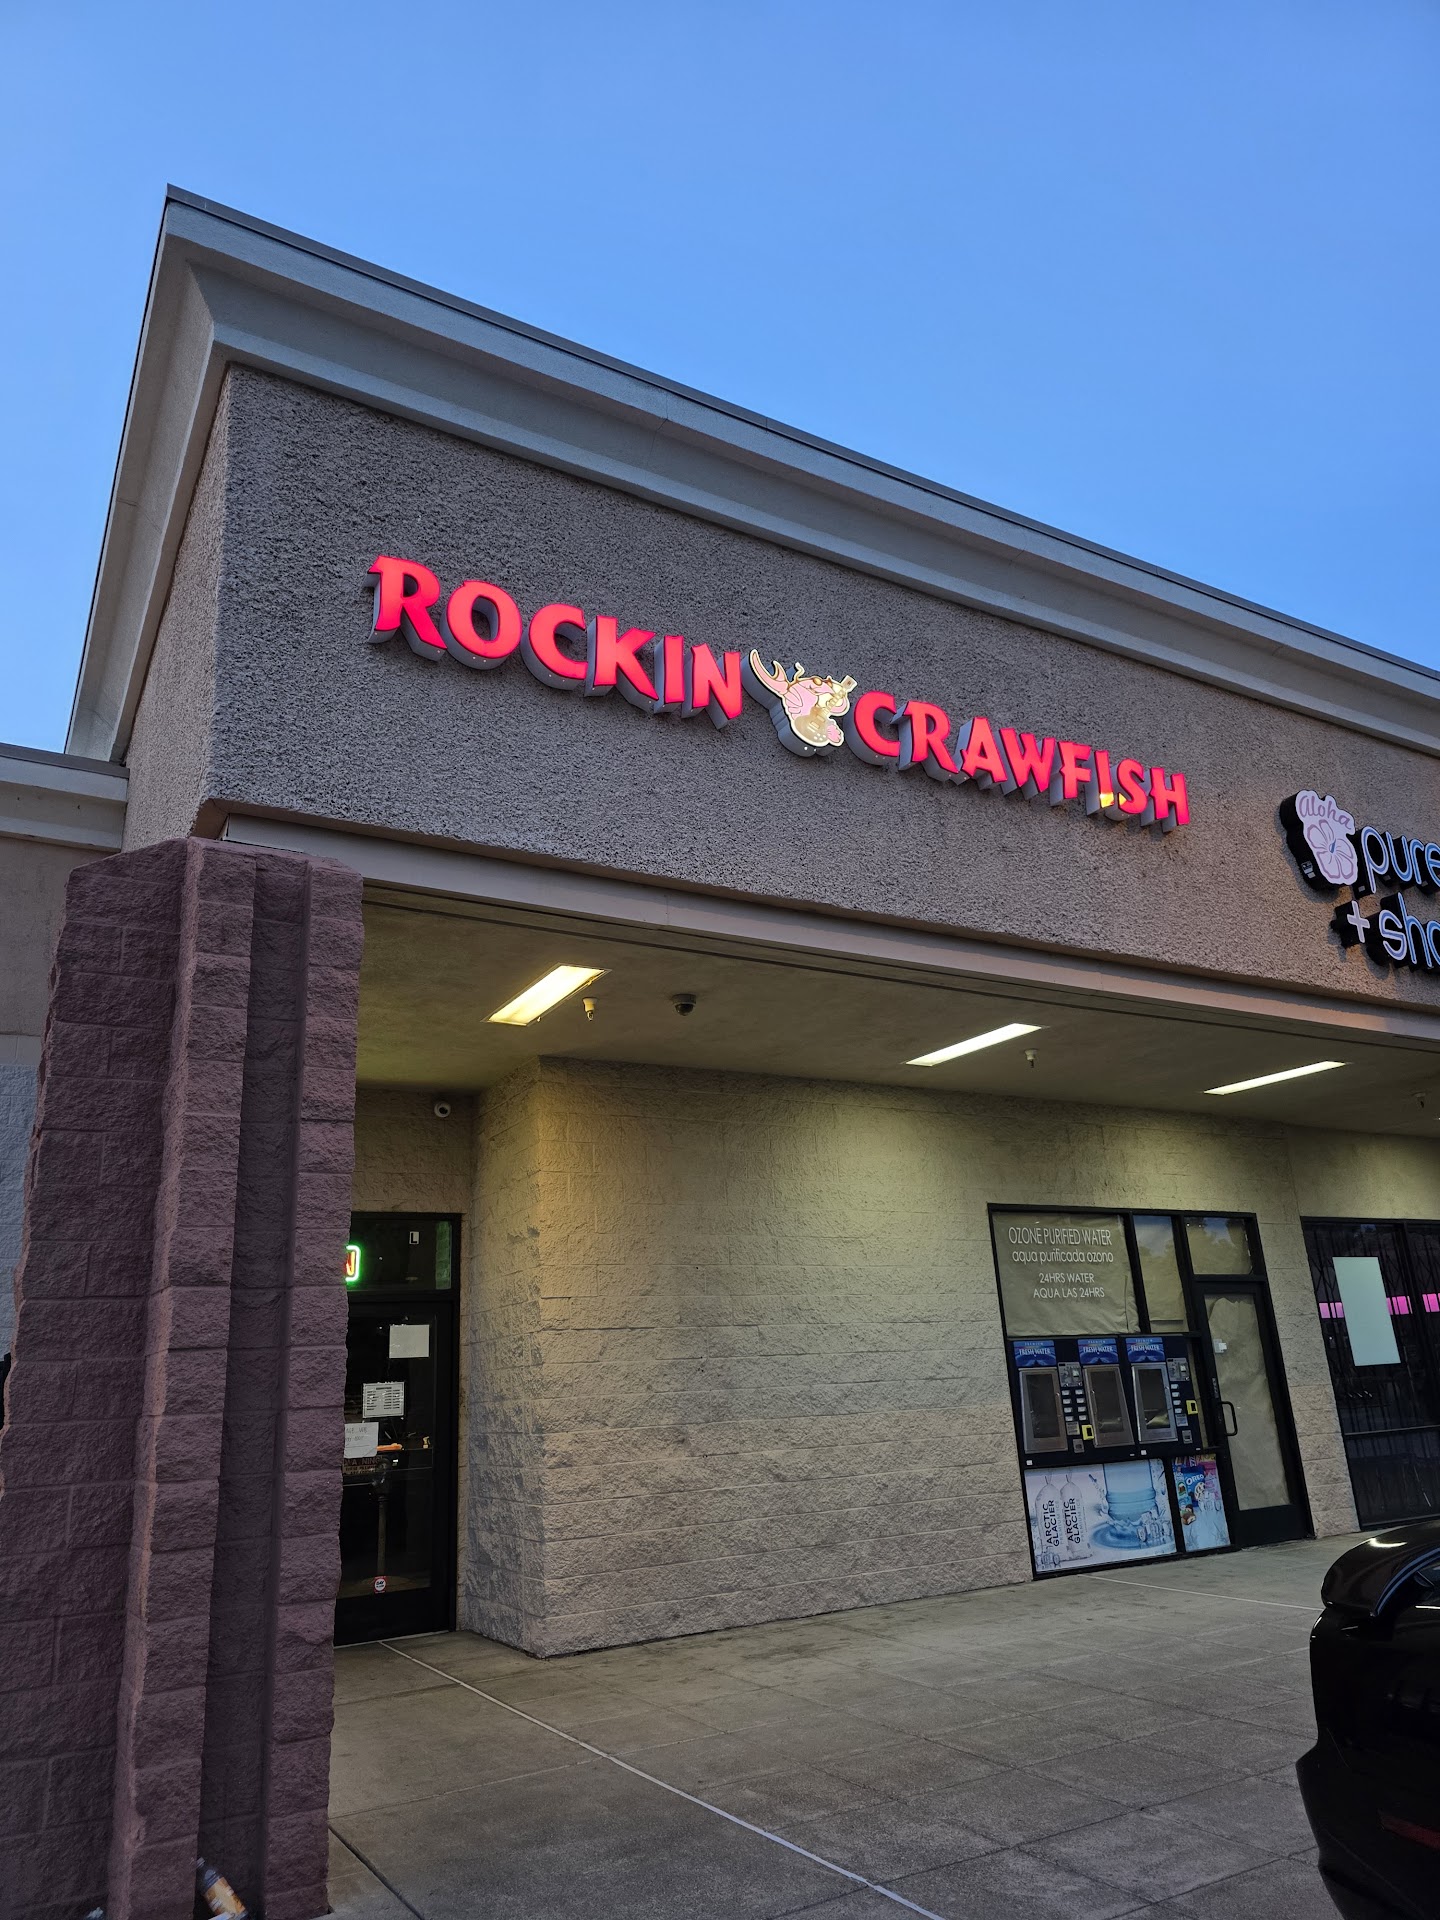 ROCKIN CRAWFISH
aloha
pure
+ sho
L
OZONE PURIFIED WATER
agua purificada ozono
24HRS WATER
AGUA LAS 24HRS
FRESH WATER
FRESH WATER
FRESH WATER
ARCTIC
GLACIER
ARCTIC
GLACIER
OREO